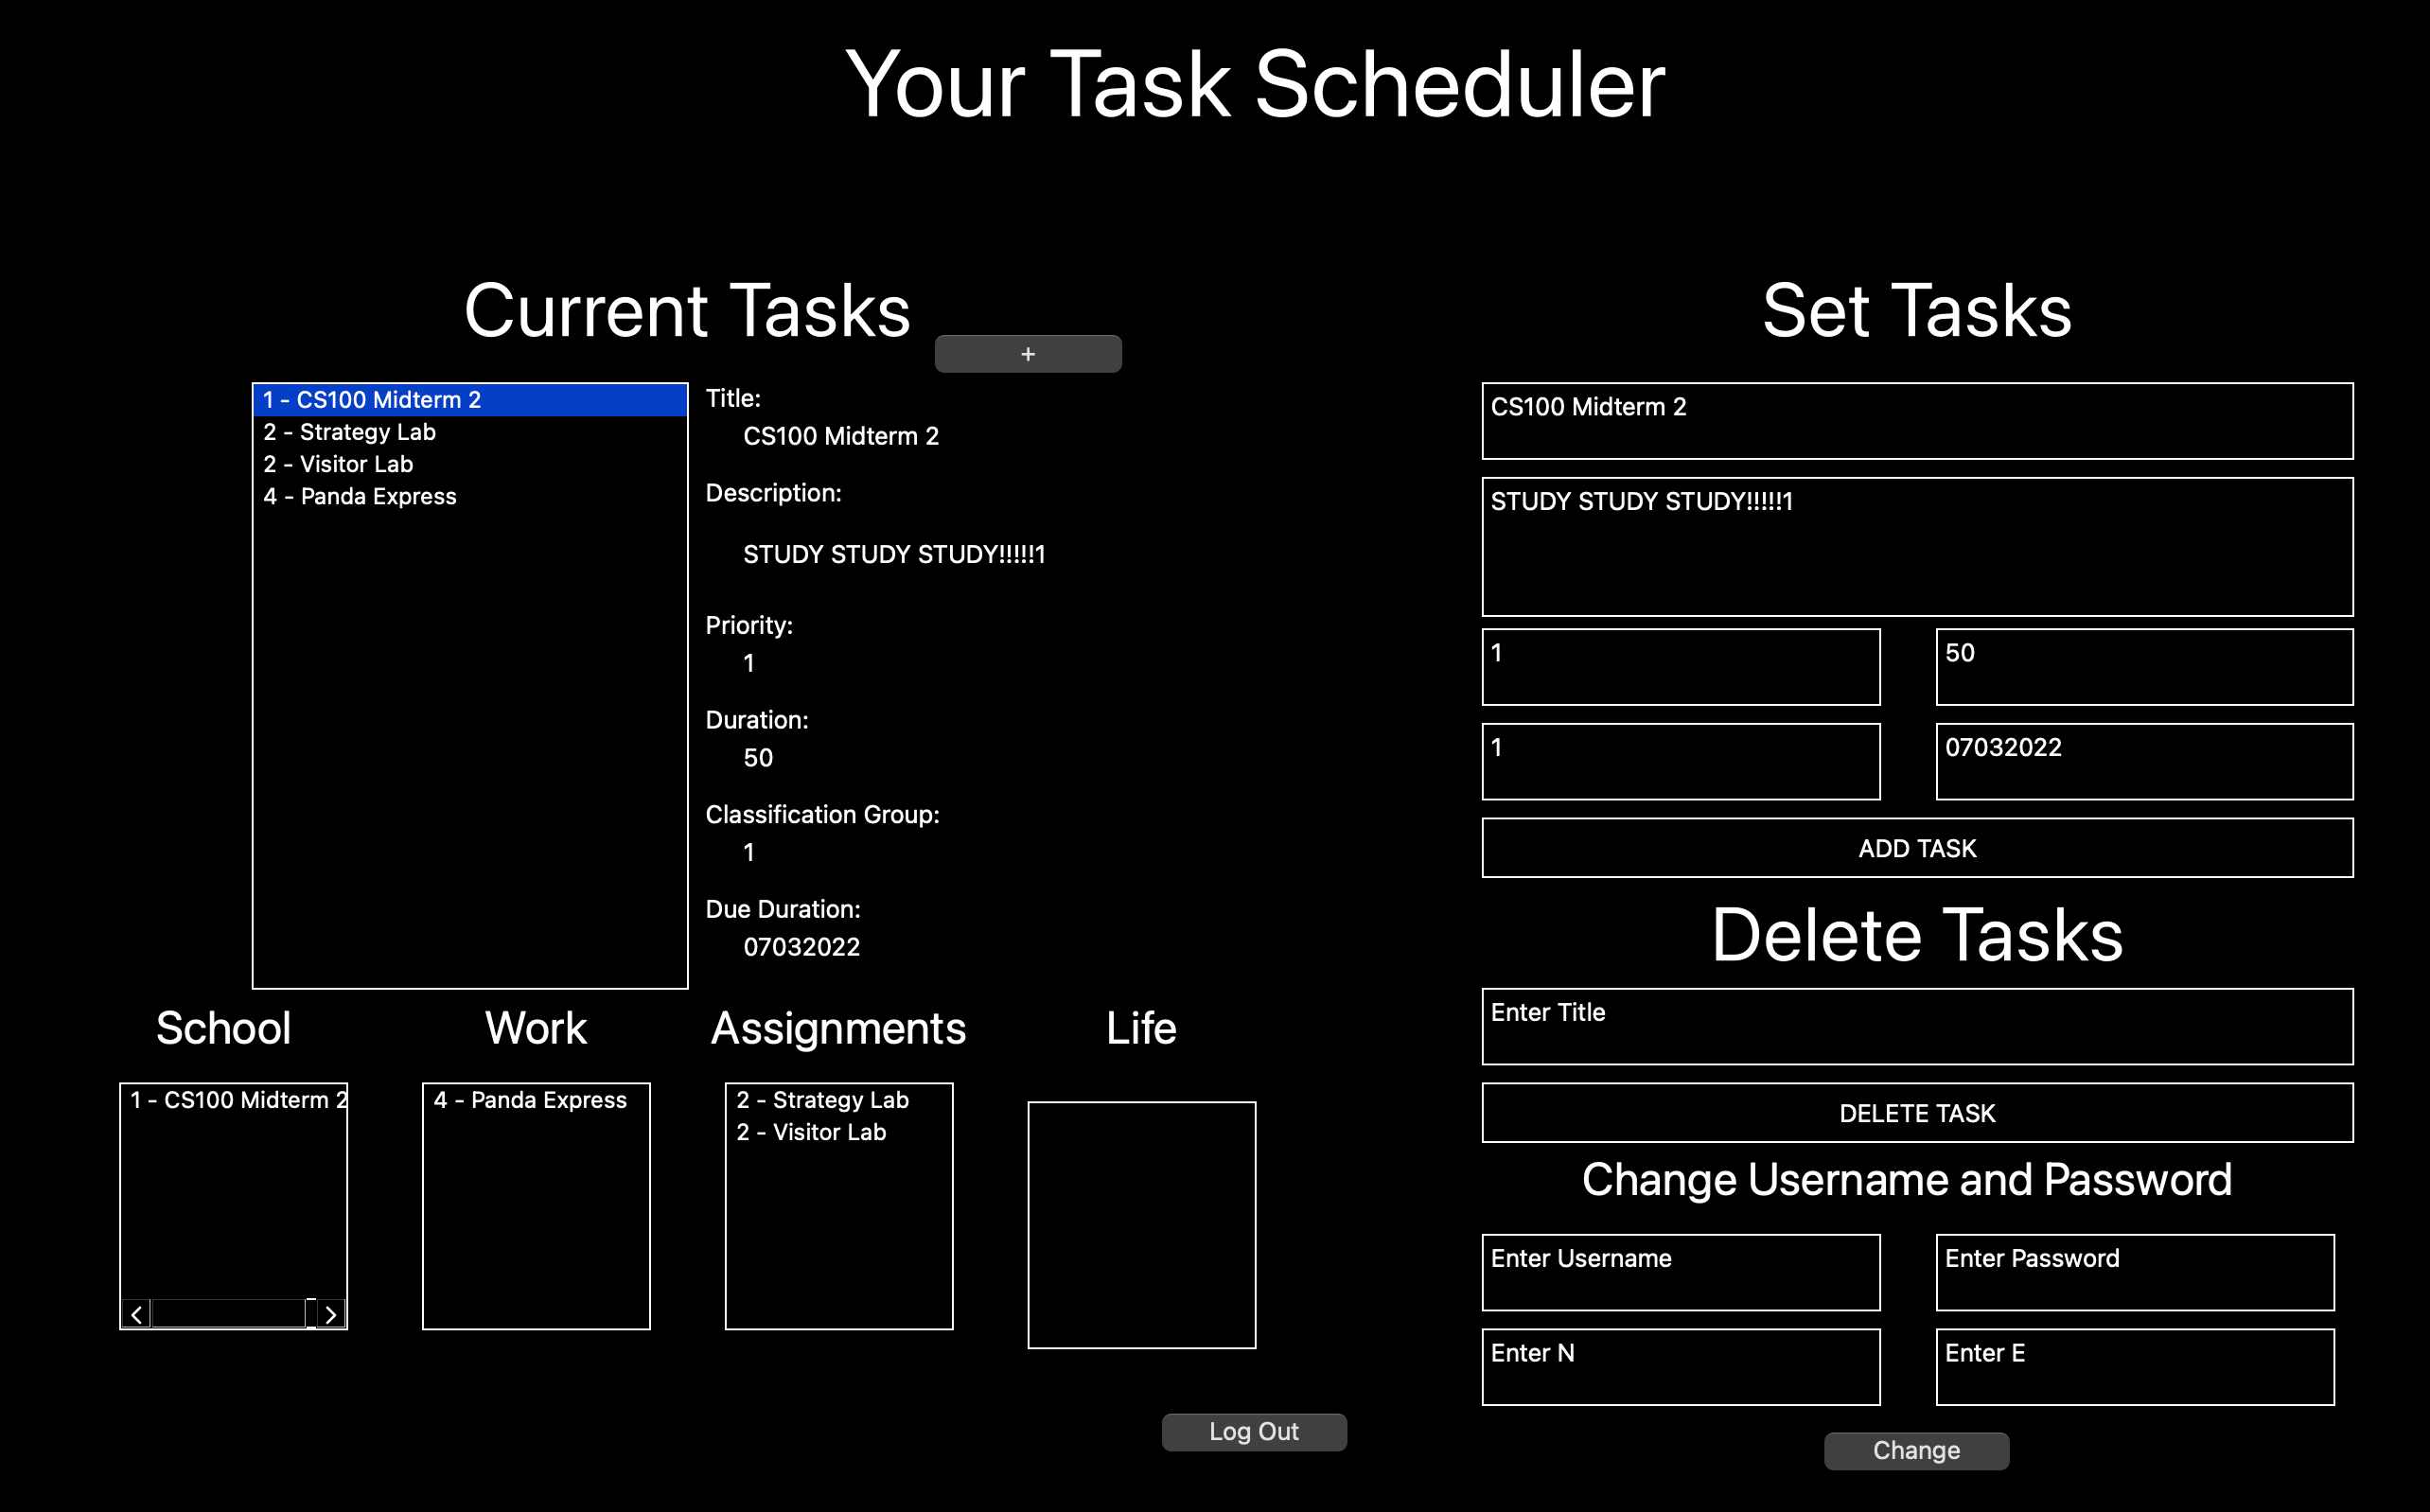 Your Task Scheduler
Current Tasks
+
1 - CS100 Midterm 2
2 - Strategy Lab
2 - Visitor Lab
4 - Panda Express
Title:
CS100 Midterm 2
Description:
STUDY STUDY STUDY!!!!!1
Priority:
1
Duration:
50
Classification Group:
1
Due Duration:
07032022
School
1 - CS100 Midterm 2
Work
4 - Panda Express
Assignments
2 - Strategy Lab
2 - Visitor Lab
Life
Log Out
Set Tasks
CS100 Midterm 2
STUDY STUDY STUDY!!!!!1
1
50
1
07032022
ADD TASK
Delete Tasks
Enter Title
DELETE TASK
Change Username and Password
Enter Username
Enter Password
Enter N
Enter E
Change